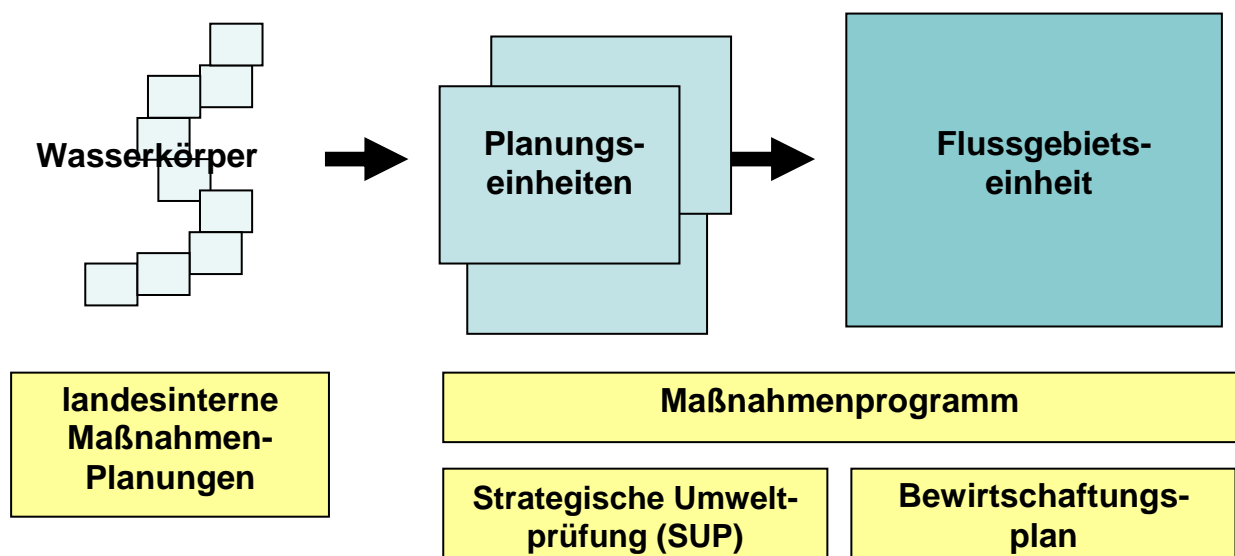 Wasserkörper
Planungs-
einheiten
Flussgebiets-
einheit
landesinterne
Maßnahmen-
Planungen
Maßnahmenprogramm
Strategische Umwelt-
prüfung (SUP)
Bewirtschaftungs-
plan